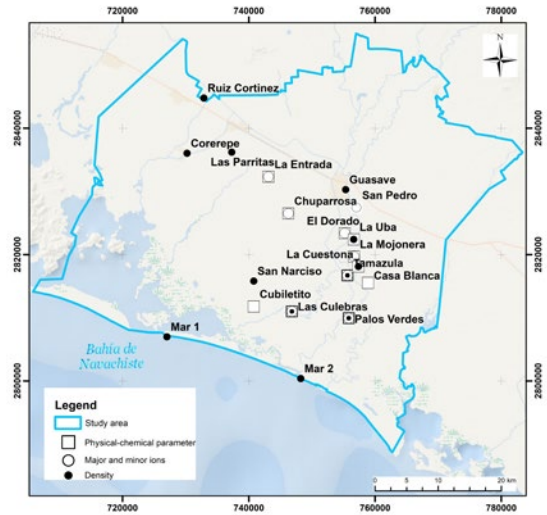 720000 740000 760000 780000
N
2840000 2840000
Ruiz Cortinez
Corerepe
Las Parritas La Entrada
Guasave
San Pedro
Chuparrosa
El Dorado La Uba
La Mojonera
2820000 2820000
La Cuestona
Tamazula
San Narciso Casa Blanca
Cubiletito
Las Culebras
Palos Verdes
Mar 1
Bahía de
Navachiste
Mar 2
2800000 2800000
Legend
Study area
Physical-chemical parameter
Major and minor ions
Density
0 5 10 20 km
720000 740000 760000 780000